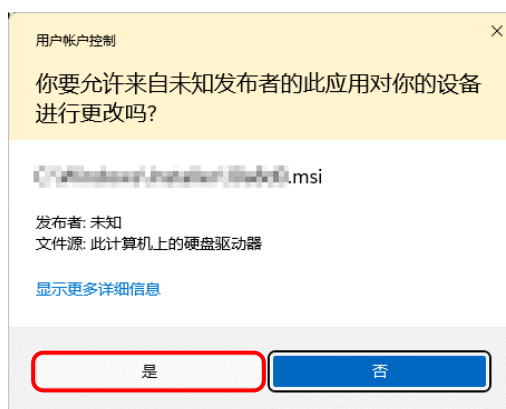 用户帐户控制
你要允许来自未知发布者的此应用对你的设备
进行更改吗?
.msi
发布者: 未知
文件源: 此计算机上的硬盘驱动器
显示更多详细信息
是
否